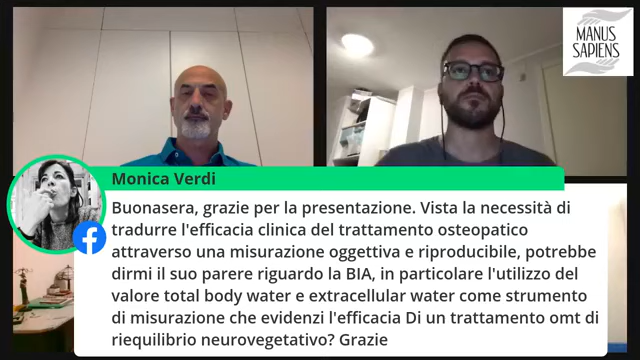 MANUS
SAPIENS
Monica Verdi
Buonasera, grazie per la presentazione. Vista la necessità di
tradurre l'efficacia clinica del trattamento osteopatico
attraverso una misurazione oggettiva e riproducibile, potrebbe
dirmi il suo parere riguardo la BIA, in particolare l'utilizzo del
valore total body water e extracellular water come strumento
di misurazione che evidenzi l'efficacia Di un trattamento omt di
riequilibrio neurovegetativo? Grazie